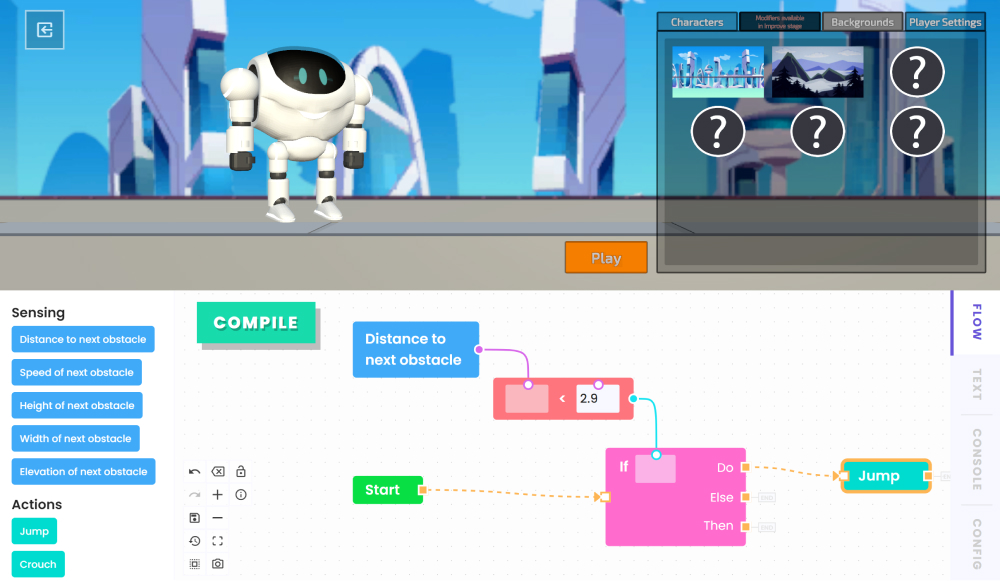 Characters
Modifiers available
in Improve stage
Backgrounds
Player Settings
?
?
?
?
Play
Sensing
Distance to next obstacle
Speed of next obstacle
Height of next obstacle
Width of next obstacle
Elevation of next obstacle
Actions
Jump
Crouch
COMPILE
Distance to
next obstacle
< 2.9
If
Do
Else
Then
Start
Jump
END
END
FLOW
TEXT
CONSOLE
CONFIG